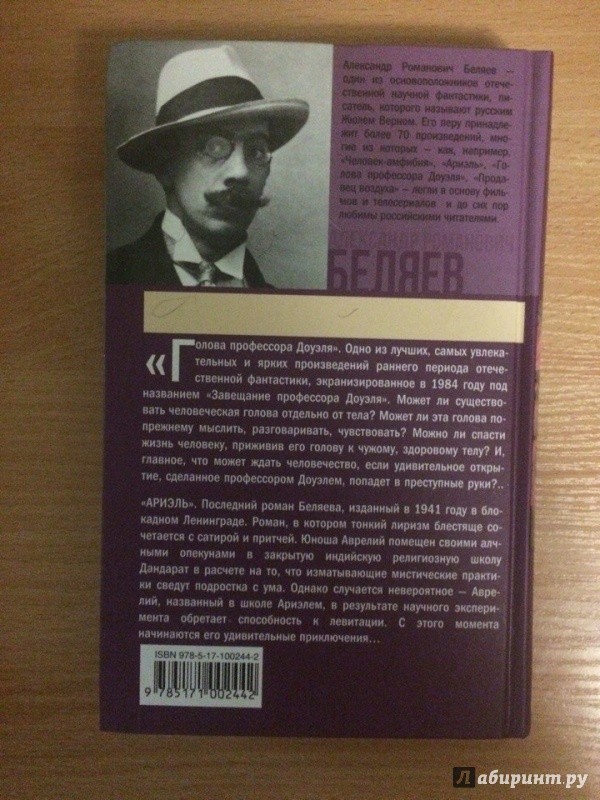 Александр Романович Беляев –
один из основоположников отече-
ственной научной фантастики, пи-
сатель, которого называют русским
Жюлем Верном. Его перу принадле-
жит более 70 произведений, мно-
гие из которых – как, например,
«Человек-амфибия», «Ариэль», «Го-
лова профессора Доуэля», «Прода-
вец воздуха» – легли в основу филь-
мов и телесериалов и до сих пор
любимы российскими читателями.
АЛЕКСАНДР РОМАНОВИЧ
БЕЛЯЕВ
«Голова профессора Доуэля». Одно из лучших, самых увлека-
тельных и ярких произведений раннего периода отече-
ственной фантастики, экранизированное в 1984 году под
названием «Завещание профессора Доуэля». Может ли существо-
вать человеческая голова отдельно от тела? Может ли эта голова по-
прежнему мыслить, разговаривать, чувствовать? Можно ли спасти
жизнь человеку, приживив его голову к чужому, здоровому телу? И,
главное, что может ждать человечество, если удивительное откры-
тие, сделанное профессором Доуэлем, попадет в преступные руки?..
«АРИЭЛЬ». Последний роман Беляева, изданный в 1941 году в бло-
кадном Ленинграде. Роман, в котором тонкий лиризм блестяще со-
четается с сатирой и притчей. Юноша Аврелий помещен своими алч-
ными опекунами в закрытую индийскую религиозную школу
Дандарат в расчете на то, что изматывающие мистические практи-
ки сведут подростка с ума. Однако случается невероятное – Авре-
лий, названный в школе Ариэлем, в результате научного экспери-
мента обретает способность к левитации. С этого момента
начинаются его удивительные приключения...
ISBN 978-5-17-100244-2
9 785171 002442
Лабиринт.ру